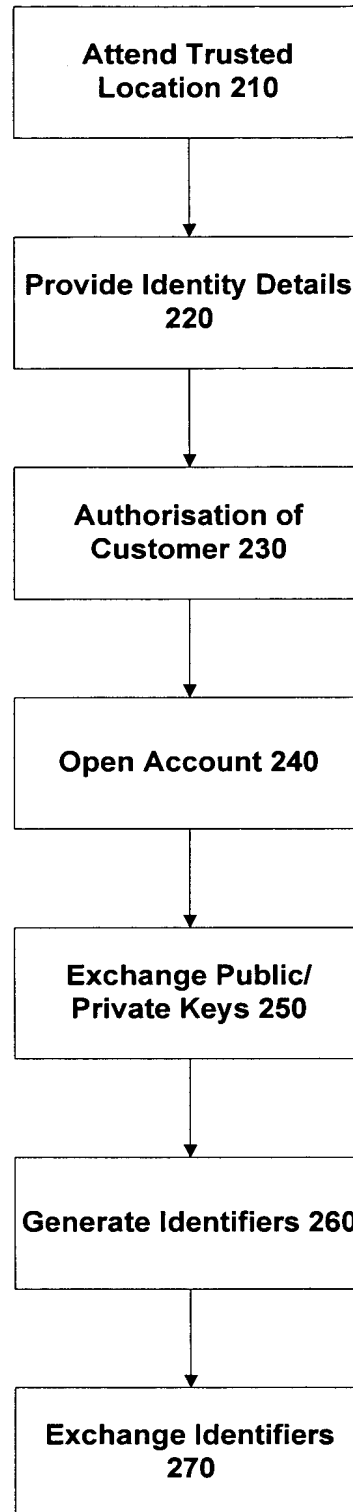 Attend Trusted
Location 210
Provide Identity Details
220
Authorisation of
Customer 230
Open Account 240
Exchange Public/
Private Keys 250
Generate Identifiers 260
Exchange Identifiers
270